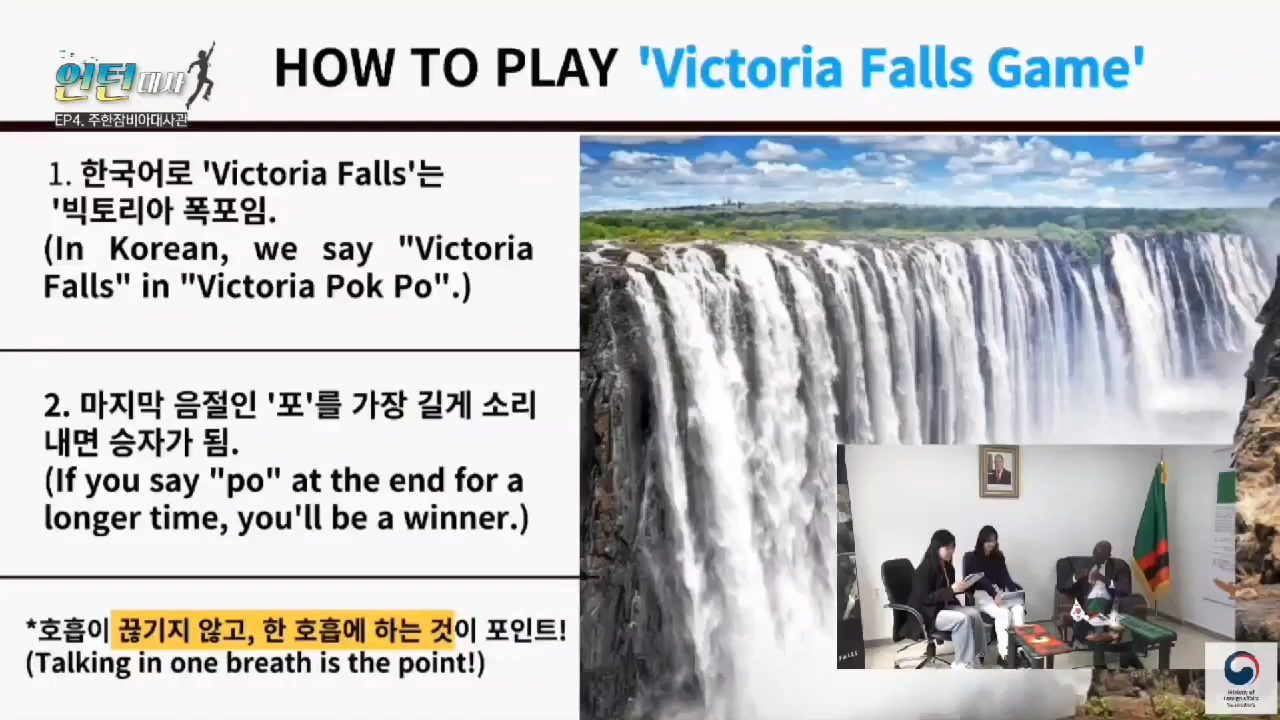 인턴대사
EP4. 주한잠비아대사관
HOW TO PLAY 'Victoria Falls Game'
1. 한국어로 'Victoria Falls'는
'빅토리아 폭포임.
(In Korean, we say "Victoria
Falls" in "Victoria Pok Po".)
2. 마지막 음절인 '포'를 가장 길게 소리
내면 승자가 됨.
(If you say "po" at the end for a
longer time, you'll be a winner.)
*호흡이 끊기지 않고, 한 호흡에 하는 것이 포인트!
(Talking in one breath is the point!)
FALLS
Ministry of
Foreign Affairs